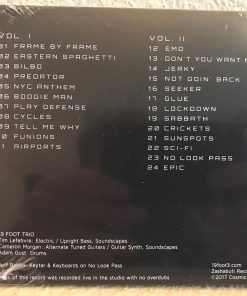 VOL. I
01 FRAME BY FRAME
02 EASTERN SPAGHETTI
03 BILBO
04 PREDATOR
05 NYC ANTHEM
06 BOOGIE MAN
07 PLAY DEFENSE
08 CYCLES
09 TELL ME WHY
10 FUNIONS
11 AIRPORTS
VOL. II
12 EMO
13 DON'T YOU WANT
14 JERKY
15 NOT GOIN' BACK
16 SEEKER
17 GLUE
18 LOCKDOWN
19 SABBATH
20 CRICKETS
21 SUNSPOTS
22 SCI-FI
23 NO LOOK PASS
24 EPIC
19 FOOT TRIO
Tim Lefebvre: Electric / Upright Bass, Soundscapes
Cameron Morgan: Alternate Tuned Guitars / Guitar Synth, Soundscapes
Adam Gust: Drums
Jeff Babko: Keytar & Keyboards on No Look Pass
of this record was recorded live in the studio with no overdubs.
19foot3.com
Zashabuti Rec
©2017 Cosmic